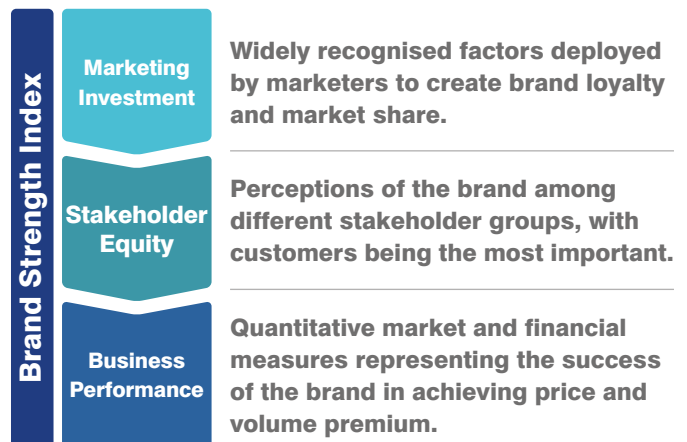 Brand Strength Index
Marketing
Investment
Widely recognised factors deployed
by marketers to create brand loyalty
and market share.
Stakeholder
Equity
Perceptions of the brand among
different stakeholder groups, with
customers being the most important.
Business
Performance
Quantitative market and financial
measures representing the success
of the brand in achieving price and
volume premium.